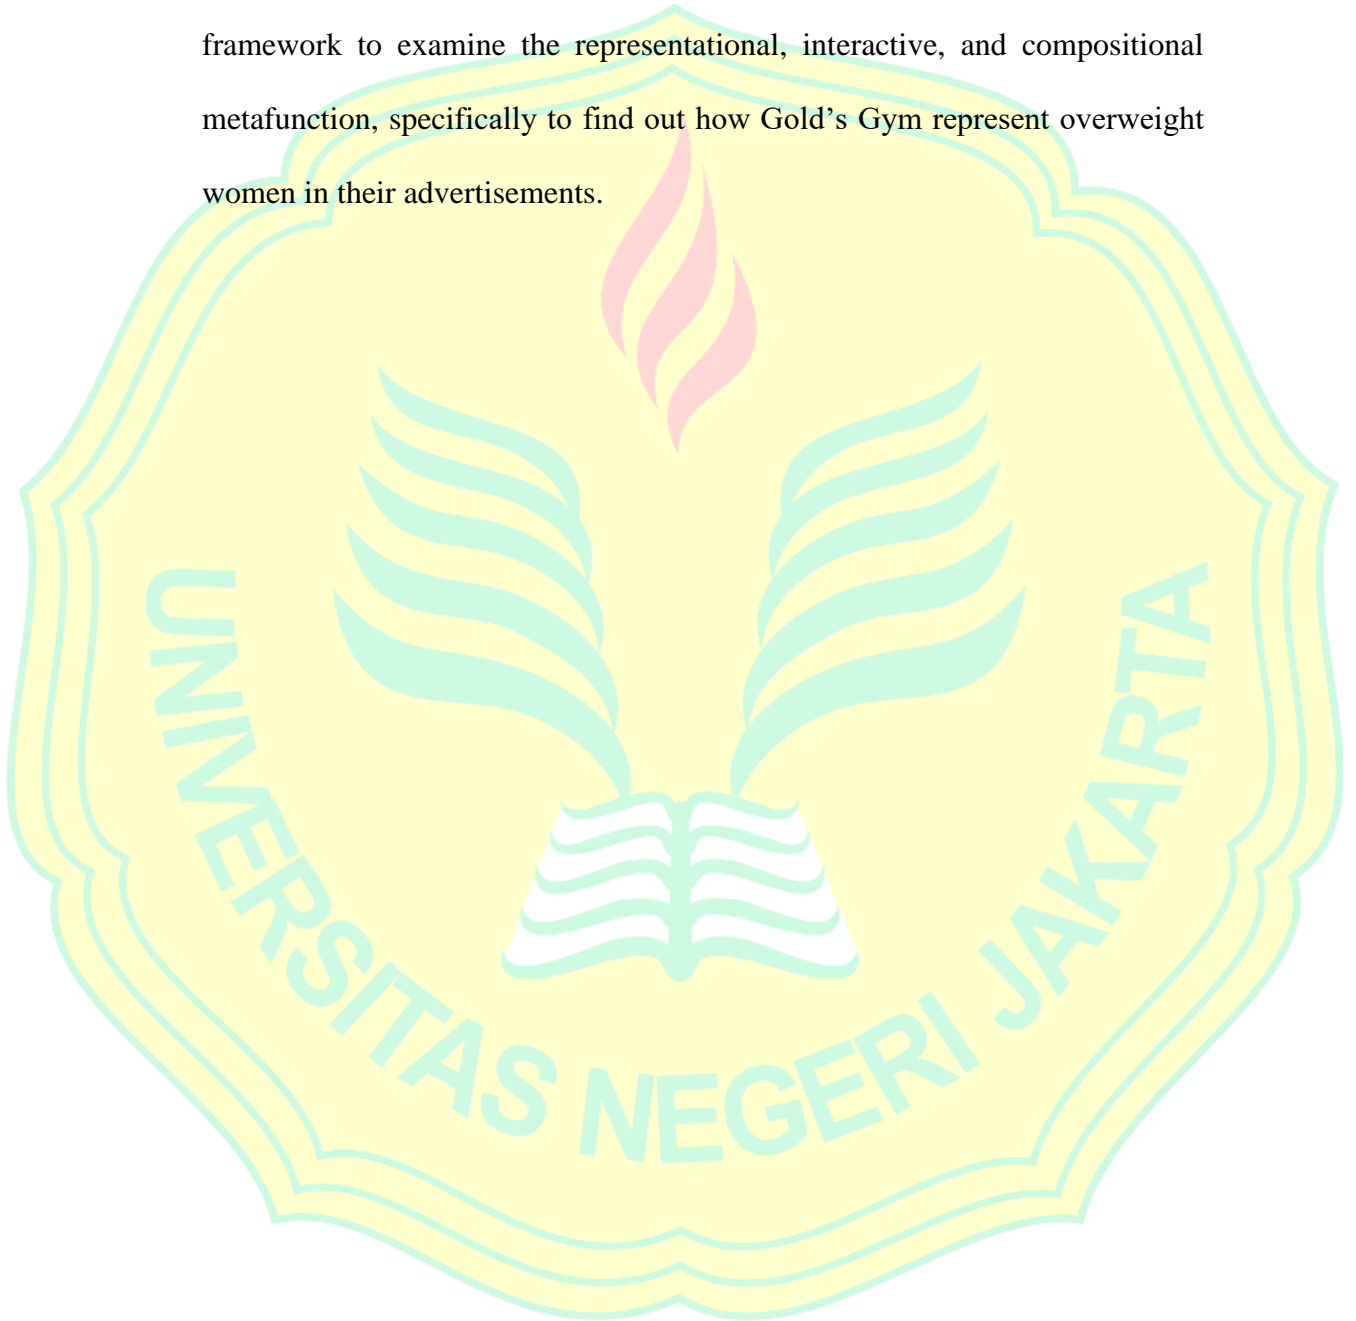 framework to examine the representational, interactive, and compositional
metafunction, specifically to find out how Gold’s Gym represent overweight
women in their advertisements.
UNIVERSITAS NEGERI JAKARTA